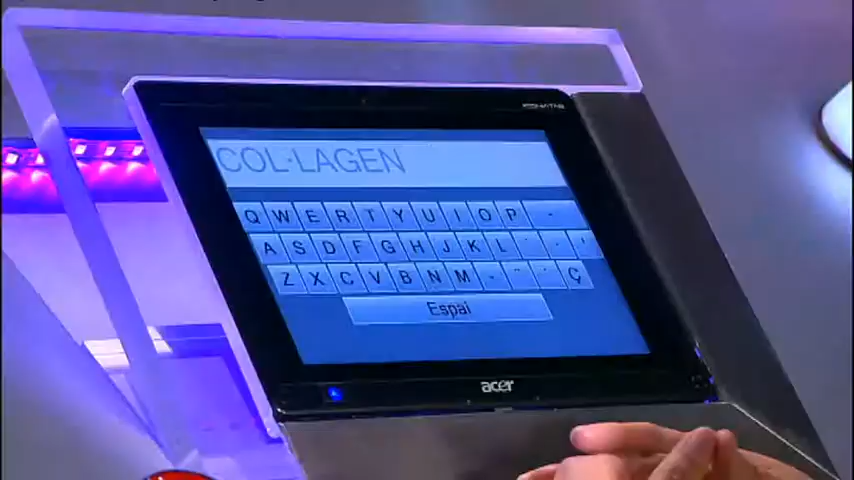 COL·LAGEN
Q W E R T Y U I O P -
A S D F G H J K L
Z X C V B N M Ç
Espai
acer